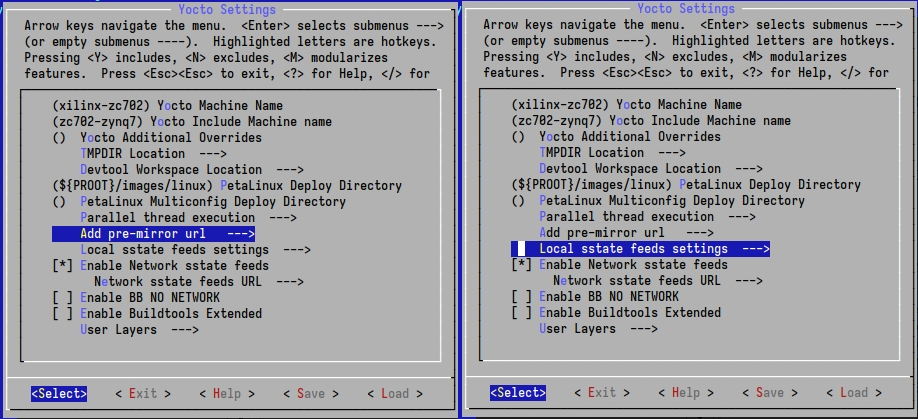 Yocto Settings
Arrow keys navigate the menu.  <Enter> selects submenus --->
(or empty submenus ----).  Highlighted letters are hotkeys.
Pressing <Y> includes, <N> excludes, <M> modularizes
features.  Press <Esc><Esc> to exit, <?> for Help, </> for
(xilinx-zc702) Yocto Machine Name
(zc702-zynq7) Yocto Include Machine name
()  Yocto Additional Overrides
TMPDIR Location  --->
Devtool Workspace Location  --->
(${PROOT}/images/linux) PetaLinux Deploy Directory
()  PetaLinux Multiconfig Deploy Directory
Parallel thread execution  --->
Add pre-mirror url   --->
Local sstate feeds settings  --->
[*] Enable Network sstate feeds
Network sstate feeds URL  --->
[ ] Enable BB NO NETWORK
[ ] Enable Buildtools Extended
User Layers  --->
<Select>    < Exit >    < Help >    < Save >    < Load >
Yocto Settings
Arrow keys navigate the menu.  <Enter> selects submenus --->
(or empty submenus ----).  Highlighted letters are hotkeys.
Pressing <Y> includes, <N> excludes, <M> modularizes
features.  Press <Esc><Esc> to exit, <?> for Help, </> for
(xilinx-zc702) Yocto Machine Name
(zc702-zynq7) Yocto Include Machine name
()  Yocto Additional Overrides
TMPDIR Location  --->
Devtool Workspace Location  --->
(${PROOT}/images/linux) PetaLinux Deploy Directory
()  PetaLinux Multiconfig Deploy Directory
Parallel thread execution  --->
Add pre-mirror url   --->
Local sstate feeds settings  --->
[*] Enable Network sstate feeds
Network sstate feeds URL  --->
[ ] Enable BB NO NETWORK
[ ] Enable Buildtools Extended
User Layers  --->
<Select>    < Exit >    < Help >    < Save >    < Load >